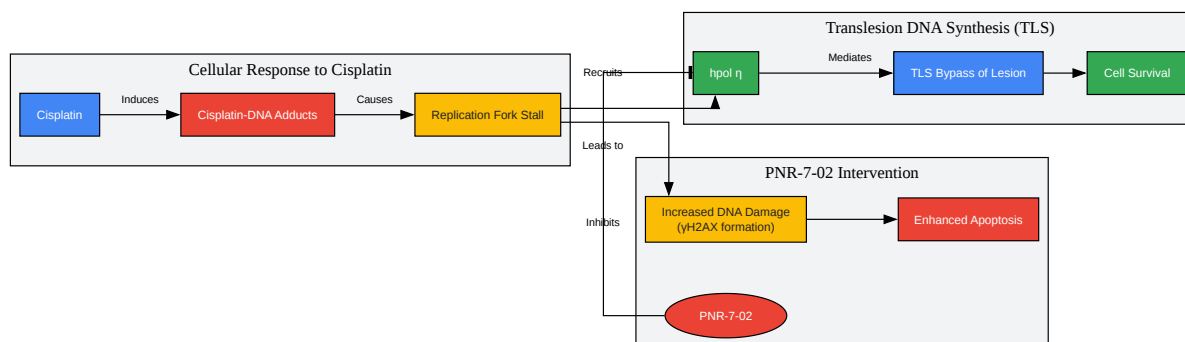 Translesion DNA Synthesis (TLS)
Cellular Response to Cisplatin
Recruits
hpol η
Mediates
TLS Bypass of Lesion
Cell Survival
Cisplatin
Induces
Cisplatin-DNA Adducts
Causes
Replication Fork Stall
Leads to
PNR-7-02 Intervention
Inhibits
Increased DNA Damage
(γH2AX formation)
Enhanced Apoptosis
PNR-7-02